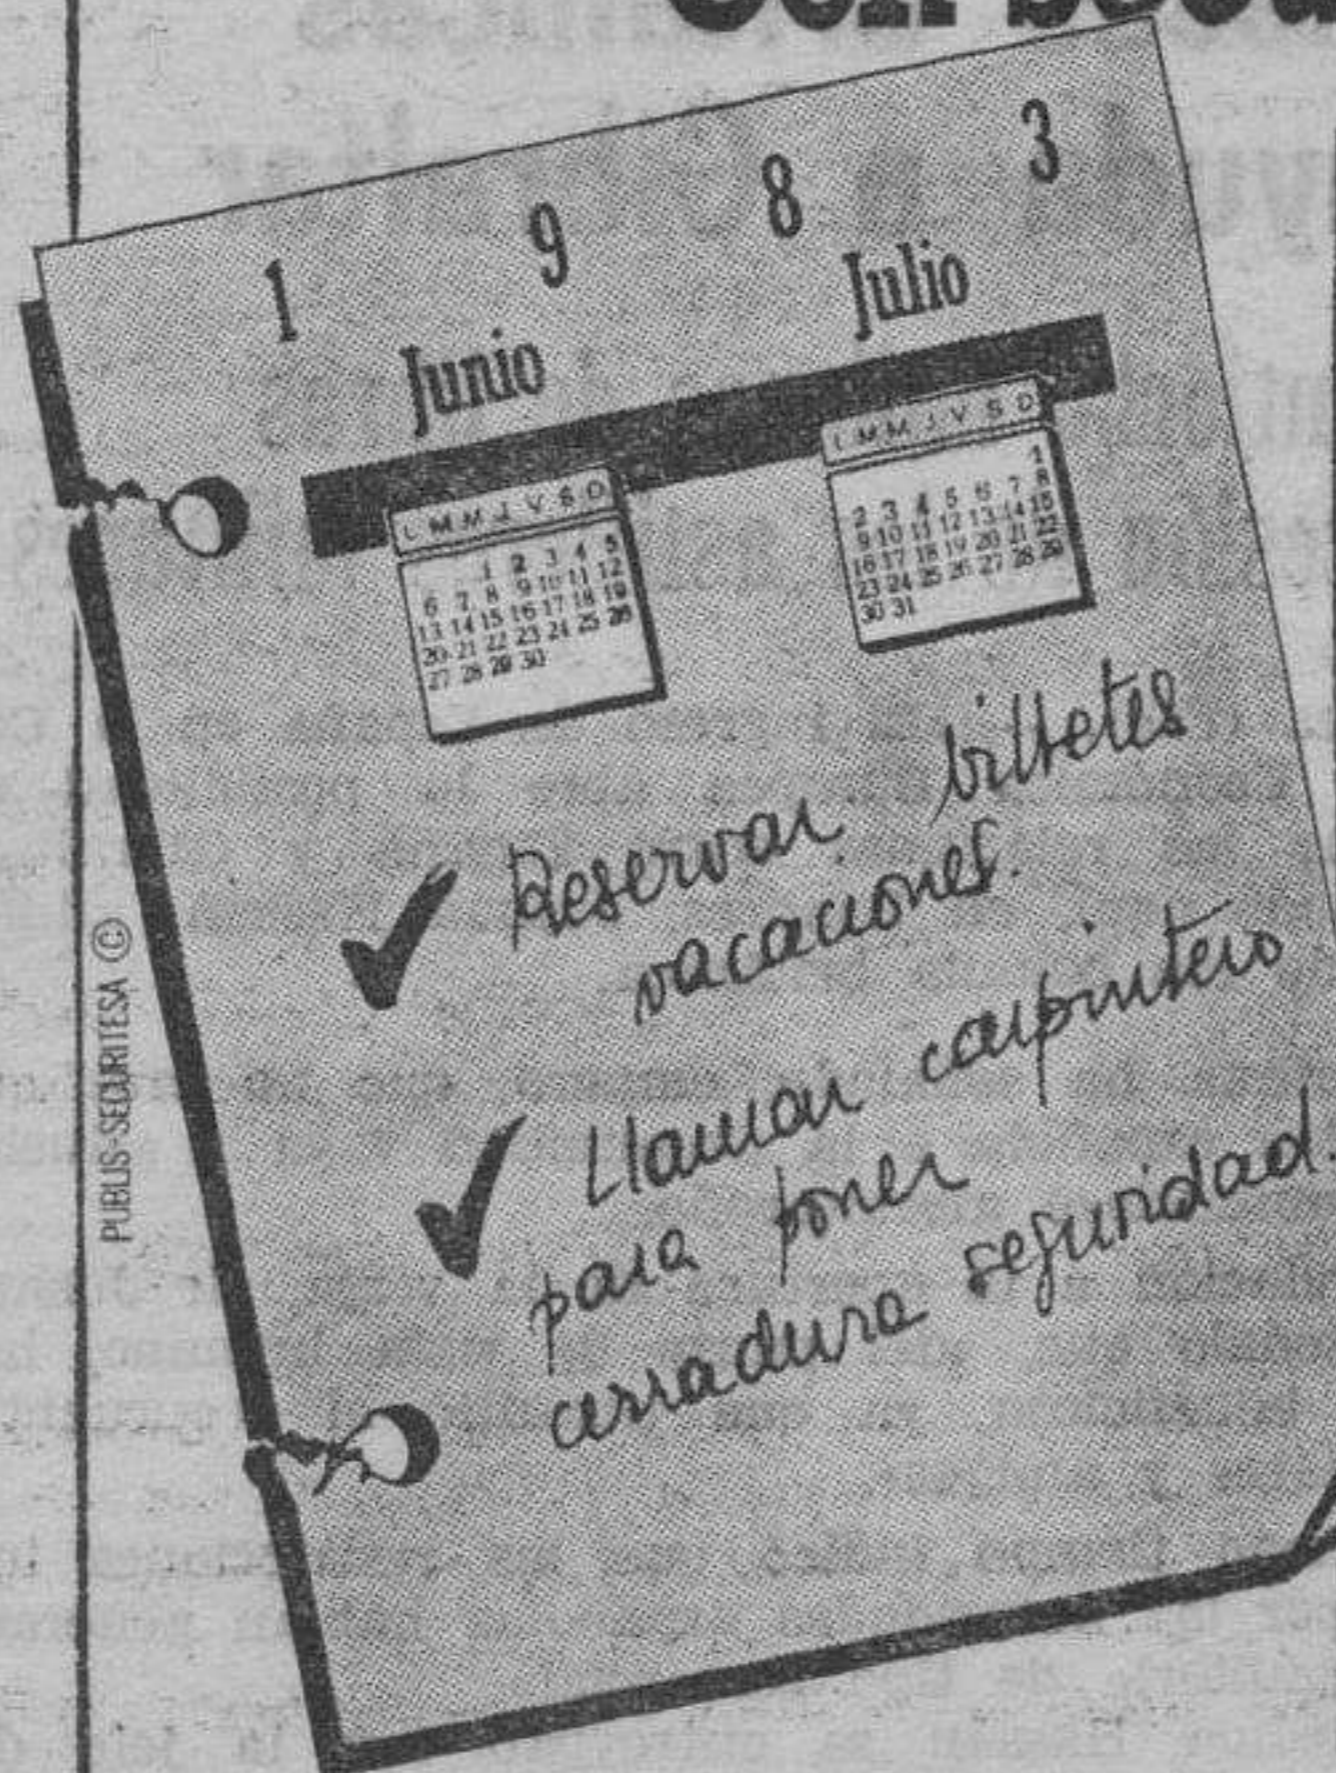 1 9 8 3
Junio Julio
L M M J V S D
1 2 3 4 5
6 7 8 9 10 11 12
13 14 15 16 17 18 19
20 21 22 23 24 25 26
27 28 29 30
L M M J V S D
1
2 3 4 5 6 7 8
9 10 11 12 13 14 15
16 17 18 19 20 21 22
23 24 25 26 27 28 29
30 31
✓ Reservar billetes
vacaciones.
✓ Llamar carpintero
para poner
cerradura seguridad.
PUBLIS-SECURITESA ©